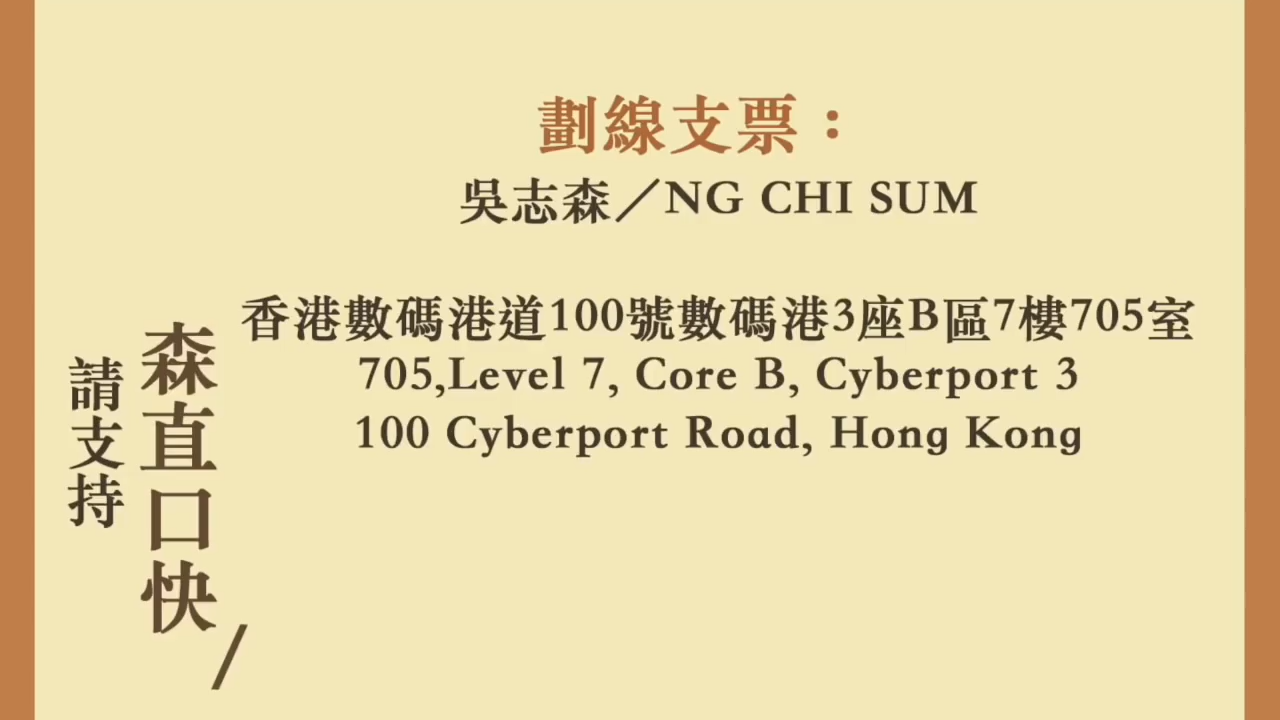 劃線支票：
吳志森／NG CHI SUM
香港數碼港道100號數碼港3座B區7樓705室
705,Level 7, Core B, Cyberport 3
100 Cyberport Road, Hong Kong
請支持
森直口快/